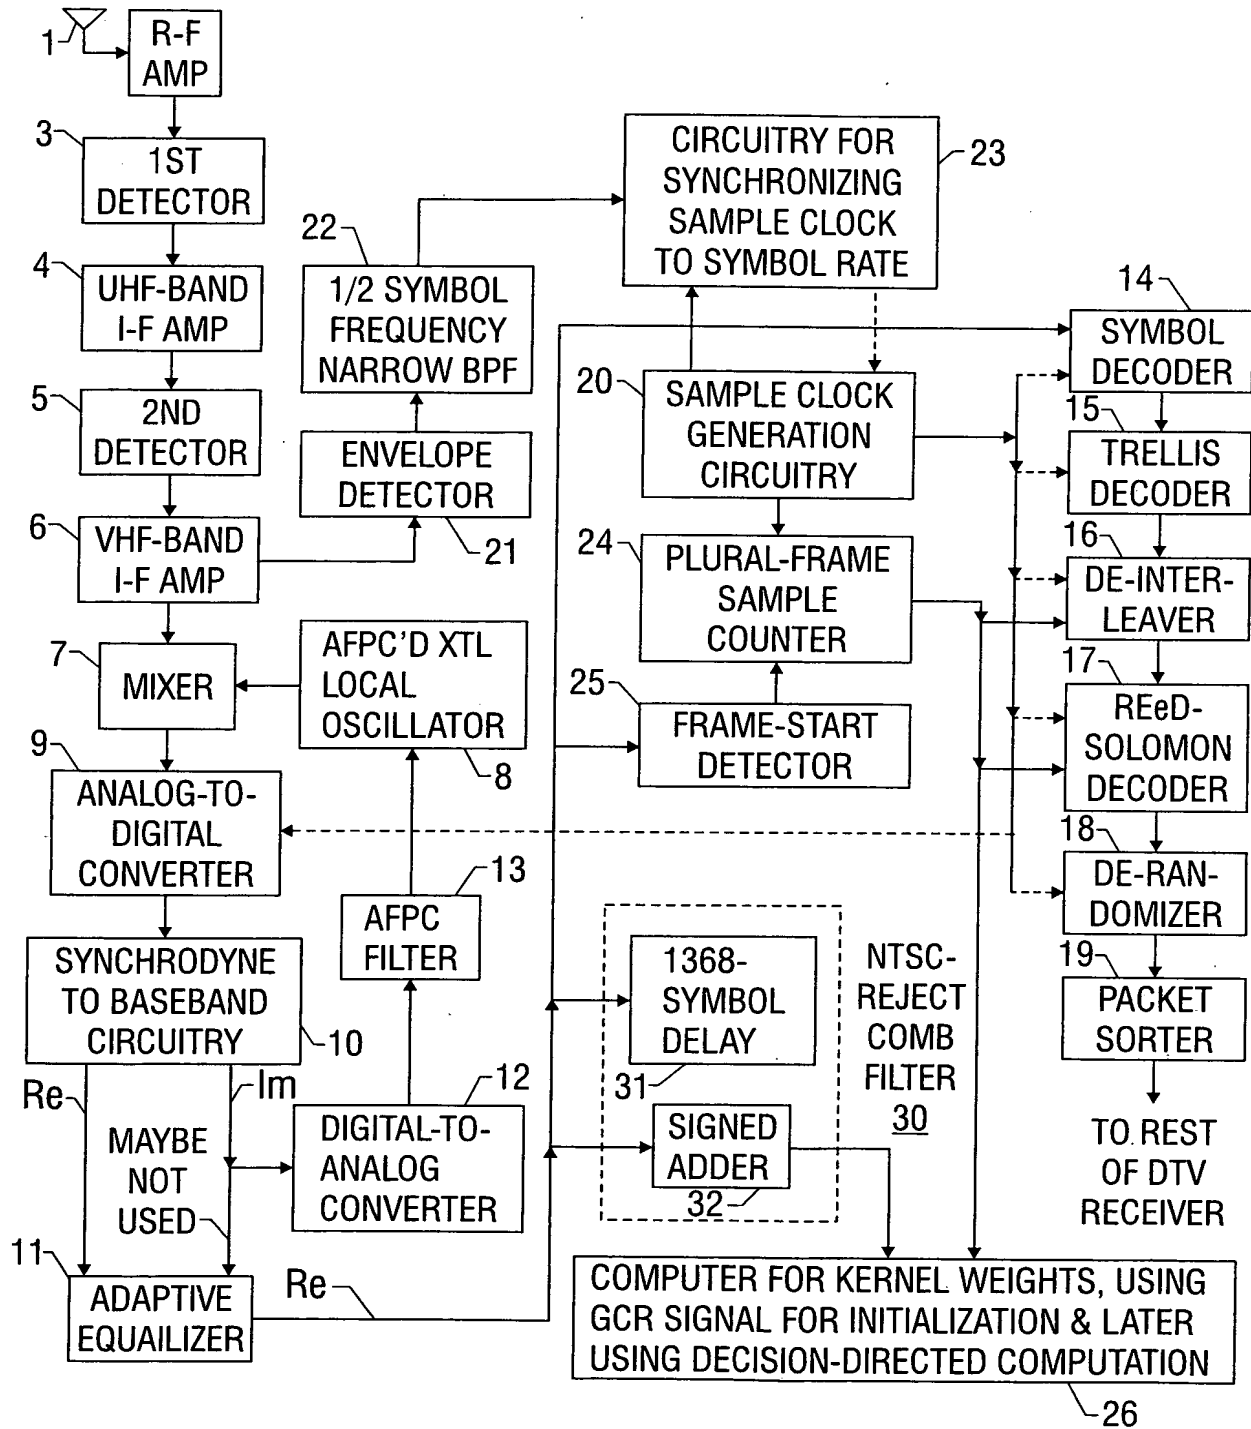 1
R-F
AMP
3
1ST
DETECTOR
4
UHF-BAND
I-F AMP
5
2ND
DETECTOR
6
VHF-BAND
I-F AMP
7
MIXER
AFPC'D XTL
LOCAL
OSCILLATOR
8
9
ANALOG-TO-
DIGITAL
CONVERTER
13
AFPC
FILTER
SYNCHRODYNE
TO BASEBAND
CIRCUITRY
10
Re
Im
MAYBE
NOT
USED
12
DIGITAL-TO-
ANALOG
CONVERTER
11
ADAPTIVE
EQUAILIZER
Re
22
1/2 SYMBOL
FREQUENCY
NARROW BPF
ENVELOPE
DETECTOR
21
CIRCUITRY FOR
SYNCHRONIZING
SAMPLE CLOCK
TO SYMBOL RATE
23
20
SAMPLE CLOCK
GENERATION
CIRCUITRY
24
PLURAL-FRAME
SAMPLE
COUNTER
25
FRAME-START
DETECTOR
1368-
SYMBOL
DELAY
31
SIGNED
ADDER
32
NTSC-
REJECT
COMB
FILTER
30
14
SYMBOL
DECODER
15
TRELLIS
DECODER
16
DE-INTER-
LEAVER
17
REeD-
SOLOMON
DECODER
18
DE-RAN-
DOMIZER
19
PACKET
SORTER
TO REST
OF DTV
RECEIVER
COMPUTER FOR KERNEL WEIGHTS, USING
GCR SIGNAL FOR INITIALIZATION & LATER
USING DECISION-DIRECTED COMPUTATION
26